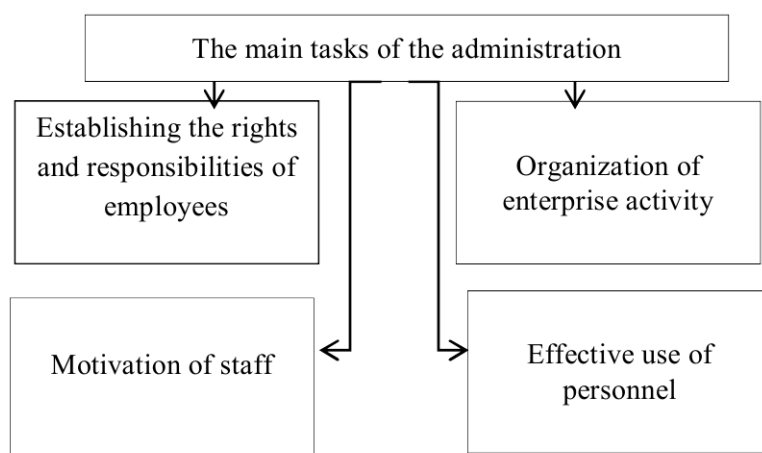 The main tasks of the administration
Establishing the rights
and responsibilities of
employees
Organization of
enterprise activity
Motivation of staff
Effective use of
personnel